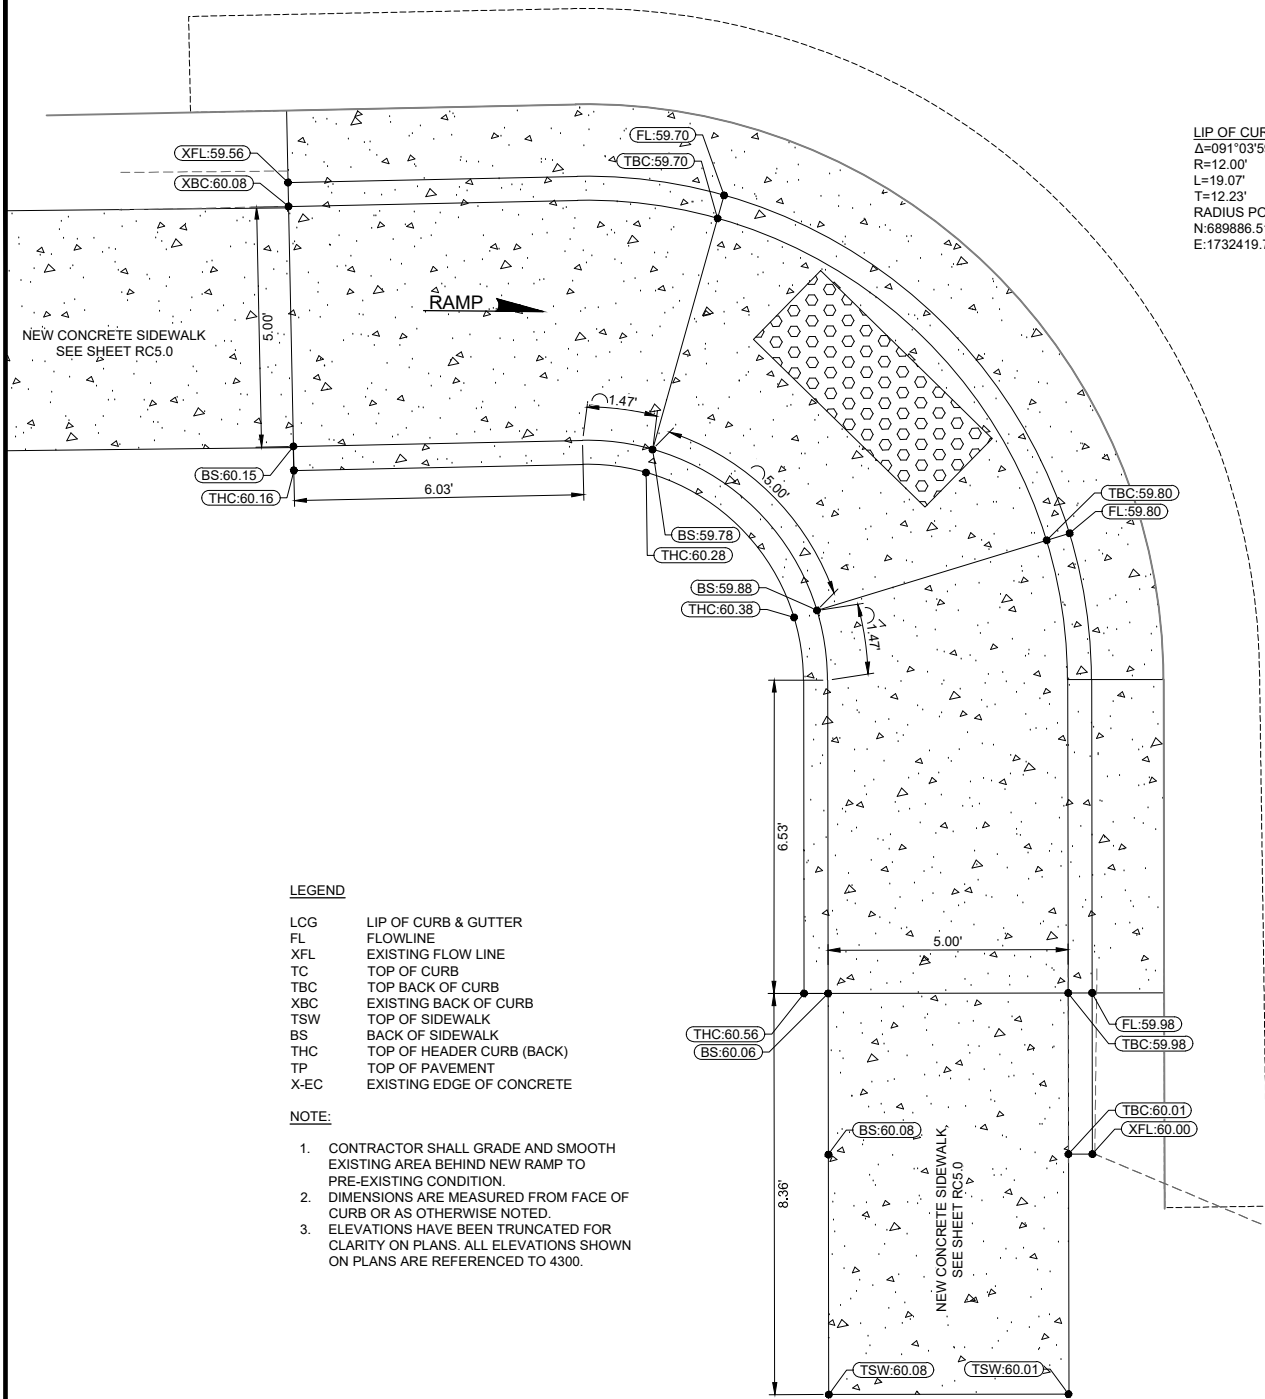 FL:59.70
XFL:59.56
TBC:59.70
XBC:60.08
LIP OF CUR
Δ=091°03'5
R=12.00'
L=19.07'
T=12.23'
RADIUS PO
N:689886.5
E:1732419.
RAMP
NEW CONCRETE SIDEWALK
SEE SHEET RC5.0
5.00'
1.47'
BS:60.15
THC:60.16
6.03'
5.00'
TBC:59.80
FL:59.80
BS:59.78
THC:60.28
BS:59.88
THC:60.38
1.47'
6.53'
5.00'
LEGEND
LCG LIP OF CURB & GUTTER
FL FLOWLINE
XFL EXISTING FLOW LINE
TC TOP OF CURB
TBC TOP BACK OF CURB
XBC EXISTING BACK OF CURB
TSW TOP OF SIDEWALK
BS BACK OF SIDEWALK
THC TOP OF HEADER CURB (BACK)
TP TOP OF PAVEMENT
X-EC EXISTING EDGE OF CONCRETE
THC:60.56
BS:60.06
FL:59.98
TBC:59.98
NOTE:
1. CONTRACTOR SHALL GRADE AND SMOOTH
EXISTING AREA BEHIND NEW RAMP TO
PRE-EXISTING CONDITION.
2. DIMENSIONS ARE MEASURED FROM FACE OF
CURB OR AS OTHERWISE NOTED.
3. ELEVATIONS HAVE BEEN TRUNCATED FOR
CLARITY ON PLANS. ALL ELEVATIONS SHOWN
ON PLANS ARE REFERENCED TO 4300.
TBC:60.01
XFL:60.00
BS:60.08
8.36'
NEW CONCRETE SIDEWALK,
SEE SHEET RC5.0
TSW:60.08
TSW:60.01